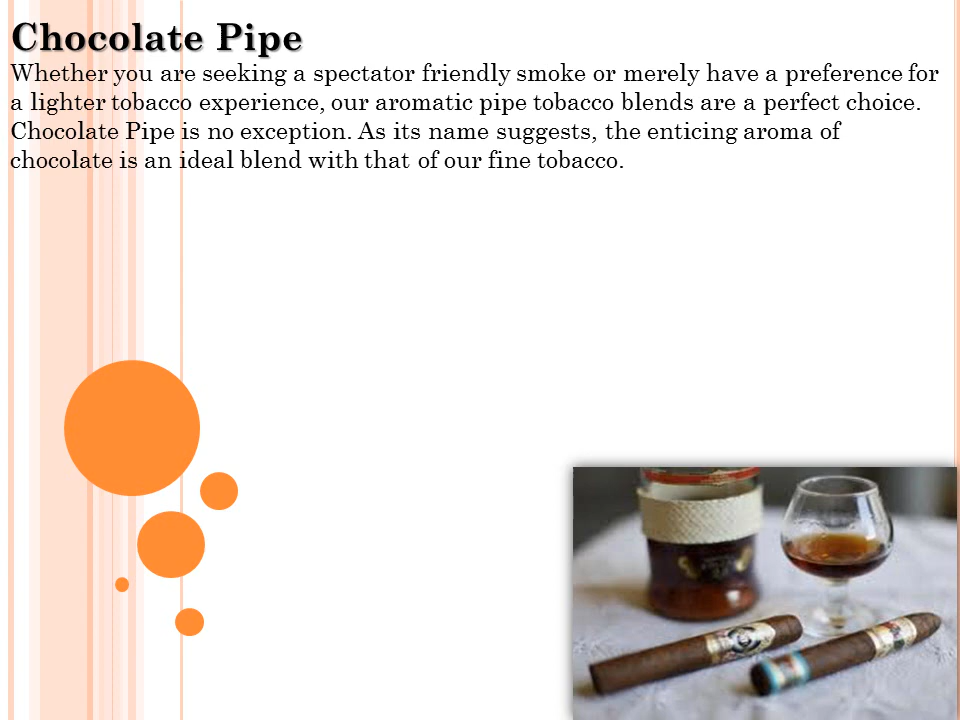 Chocolate Pipe
Whether you are seeking a spectator friendly smoke or merely have a preference for
a lighter tobacco experience, our aromatic pipe tobacco blends are a perfect choice.
Chocolate Pipe is no exception. As its name suggests, the enticing aroma of
chocolate is an ideal blend with that of our fine tobacco.